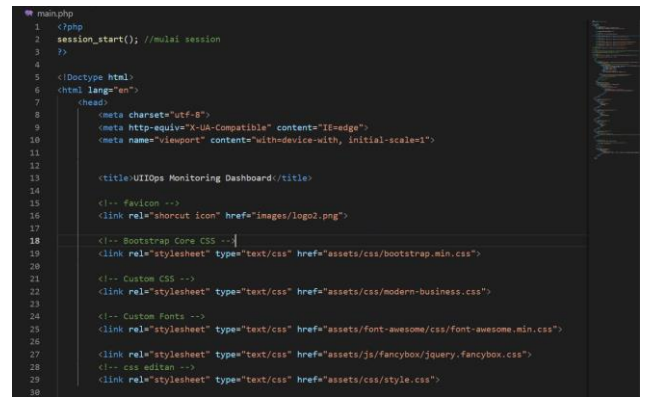 main.php
1 <?php
2 session_start(); //mulai session
3 ?>
4
5 <!Doctype html>
6 <html lang="en">
7 <head>
8 <meta charset="utf-8">
9 <meta http-equiv="X-UA-Compatible" content="IE=edge">
10 <meta name="viewport" content="with=device-with, initial-scale=1">
11
12
13 <title>UIIOps Monitoring Dashboard</title>
14
15 <!-- favicon -->
16 <link rel="shorcut icon" href="images/logo2.png">
17
18 <!-- Bootstrap Core CSS -->
19 <link rel="stylesheet" type="text/css" href="assets/css/bootstrap.min.css">
20
21 <!-- Custom CSS -->
22 <link rel="stylesheet" type="text/css" href="assets/css/modern-business.css">
23
24 <!-- Custom Fonts -->
25 <link rel="stylesheet" type="text/css" href="assets/font-awesome/css/font-awesome.min.css">
26
27 <link rel="stylesheet" type="text/css" href="assets/js/fancybox/jquery.fancybox.css">
28 <!-- css editan -->
29 <link rel="stylesheet" type="text/css" href="assets/css/style.css">
30